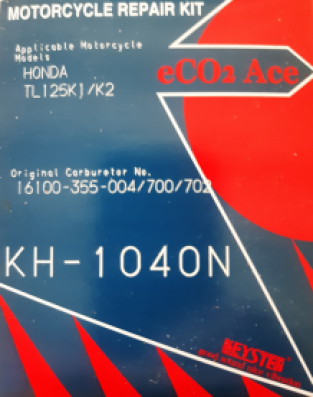 MOTORCYCLE REPAIR KIT
Applicable Motorcycle
Models
HONDA
TL125K1/K2
eCO2 Ace
Original Carburetor No.
16100-355-004/700/702
KH-1040N
KEYSTER